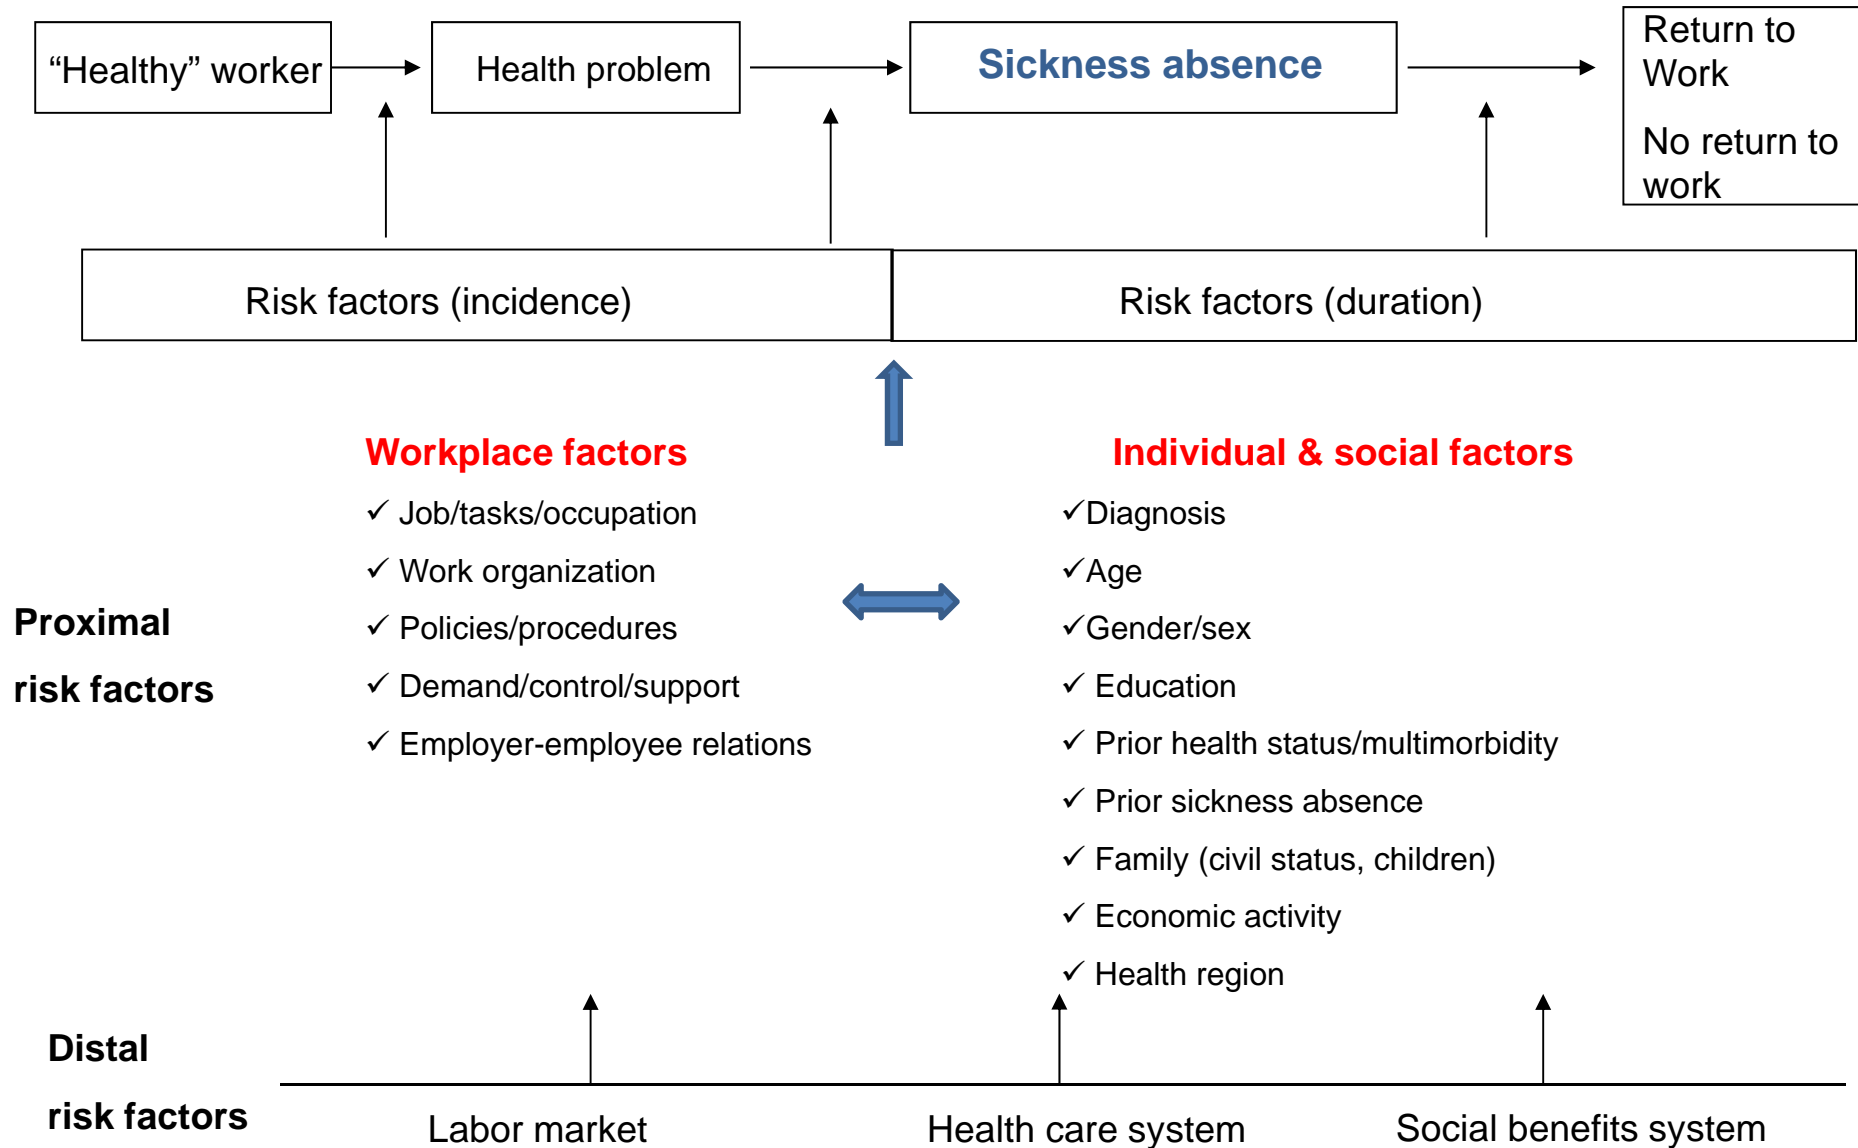 “Healthy” worker
Health problem
Sickness absence
Return to
Work
No return to
work
Risk factors (incidence)
Risk factors (duration)
Workplace factors
✓ Job/tasks/occupation
✓ Work organization
✓ Policies/procedures
✓ Demand/control/support
✓ Employer-employee relations
Individual & social factors
✓Diagnosis
✓Age
✓Gender/sex
✓ Education
✓ Prior health status/multimorbidity
✓ Prior sickness absence
✓ Family (civil status, children)
✓ Economic activity
✓ Health region
Proximal
risk factors
Distal
risk factors
Labor market
Health care system
Social benefits system